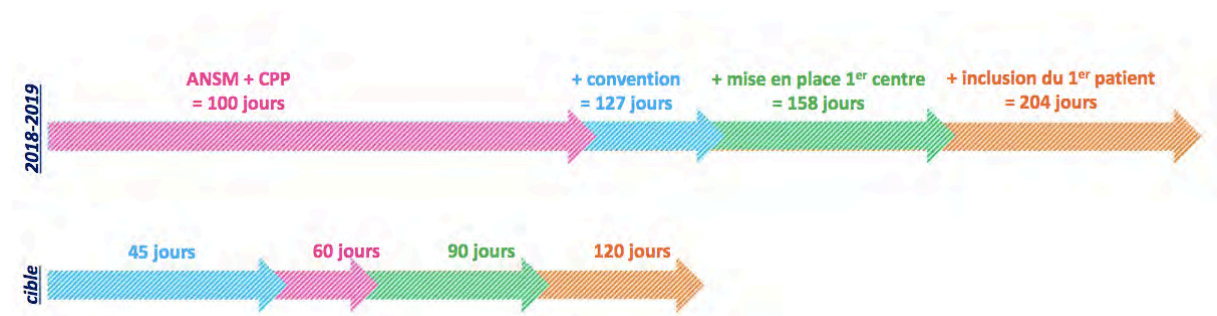 2018-2019
ANSM + CPP
= 100 jours
+ convention
= 127 jours
+ mise en place 1er centre
= 158 jours
+ inclusion du 1er patient
= 204 jours
cible
45 jours
60 jours
90 jours
120 jours